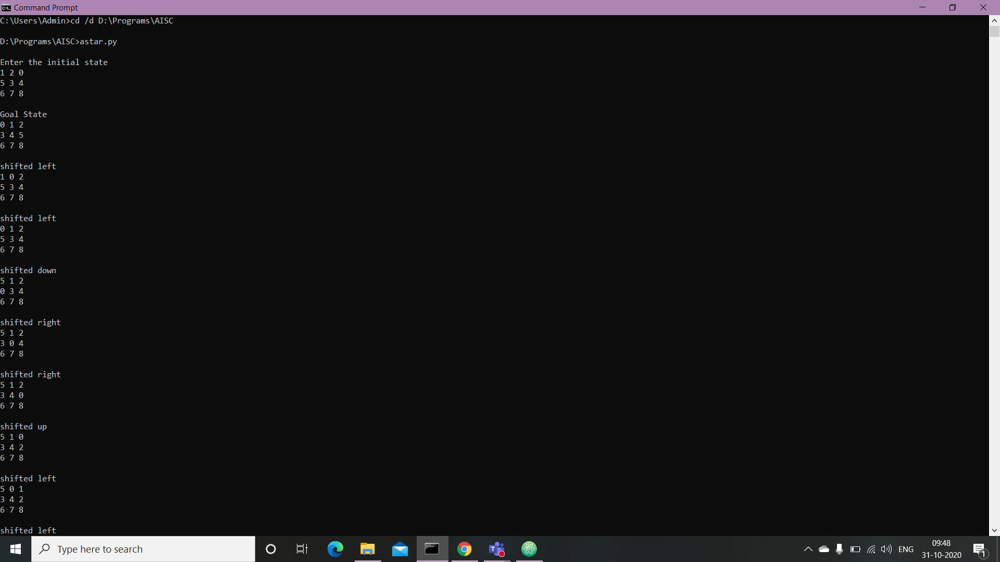 Command Prompt
C:\Users\Admin>cd /d D:\Programs\AISC
D:\Programs\AISC>astar.py
Enter the initial state
1 2 0
5 3 4
6 7 8
Goal State
0 1 2
3 4 5
6 7 8
shifted left
1 0 2
5 3 4
6 7 8
shifted left
0 1 2
5 3 4
6 7 8
shifted down
5 1 2
0 3 4
6 7 8
shifted right
5 1 2
3 0 4
6 7 8
shifted right
5 1 2
3 4 0
6 7 8
shifted up
5 1 0
3 4 2
6 7 8
shifted left
5 0 1
3 4 2
6 7 8
shifted left
Type here to search
ENG
09:48
31-10-2020
1